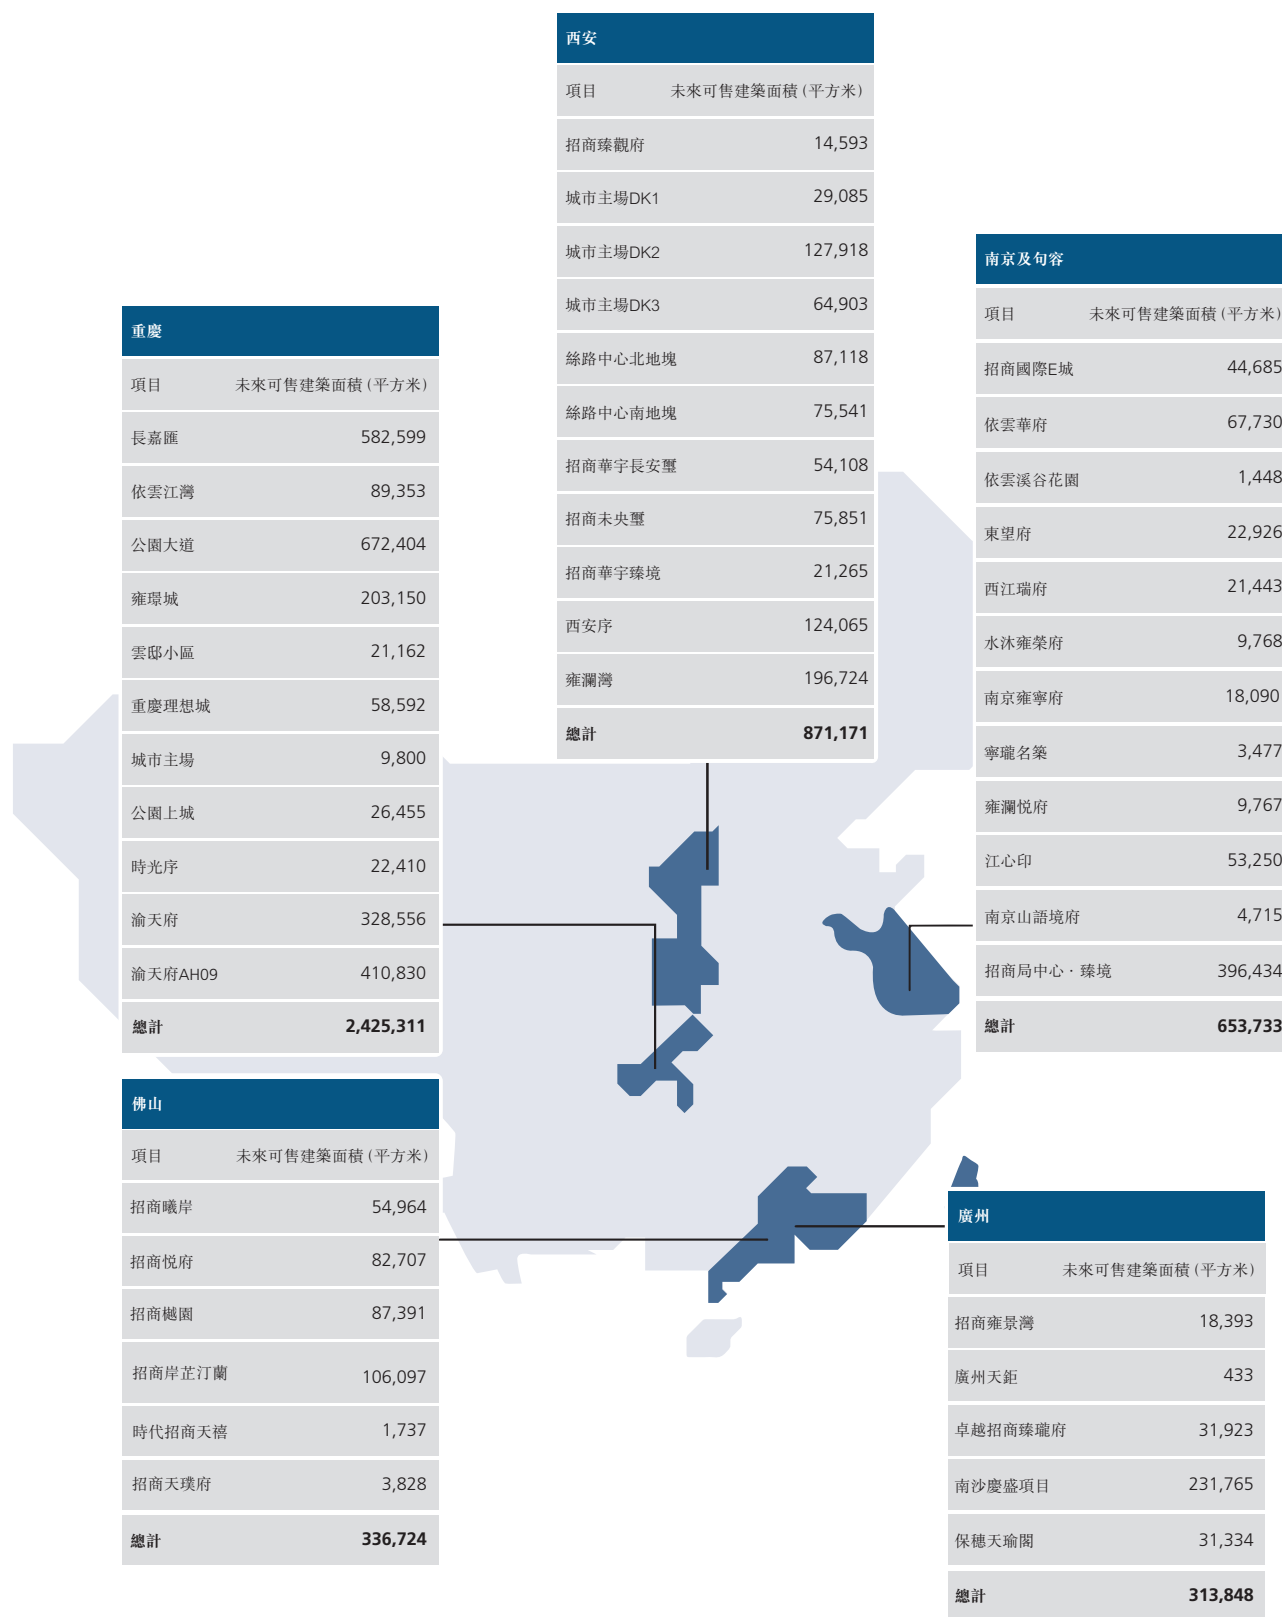 西安
項目 未來可售建築面積 (平方米)
招商臻觀府 14,593
城市主場DK1 29,085
城市主場DK2 127,918
城市主場DK3 64,903
絲路中心北地塊 87,118
絲路中心南地塊 75,541
招商華宇長安璽 54,108
招商未央璽 75,851
招商華宇臻境 21,265
西安序 124,065
雍瀾灣 196,724
總計 871,171
南京及句容
項目 未來可售建築面積 (平方米)
招商國際E城 44,685
依雲華府 67,730
依雲溪谷花園 1,448
東望府 22,926
西江瑞府 21,443
水沐雍榮府 9,768
南京雍寧府 18,090
寧瓏名築 3,477
雍瀾悅府 9,767
江心印 53,250
南京山語境府 4,715
招商局中心·臻境 396,434
總計 653,733
重慶
項目 未來可售建築面積 (平方米)
長嘉匯 582,599
依雲江灣 89,353
公園大道 672,404
雍璟城 203,150
雲邸小區 21,162
重慶理想城 58,592
城市主場 9,800
公園上城 26,455
時光序 22,410
渝天府 328,556
渝天府AH09 410,830
總計 2,425,311
佛山
項目 未來可售建築面積 (平方米)
招商曦岸 54,964
招商悅府 82,707
招商樾園 87,391
招商岸芷汀蘭 106,097
時代招商天禧 1,737
招商天璞府 3,828
總計 336,724
廣州
項目 未來可售建築面積 (平方米)
招商雍景灣 18,393
廣州天鉅 433
卓越招商臻瓏府 31,923
南沙慶盛項目 231,765
保穗天瑜閣 31,334
總計 313,848